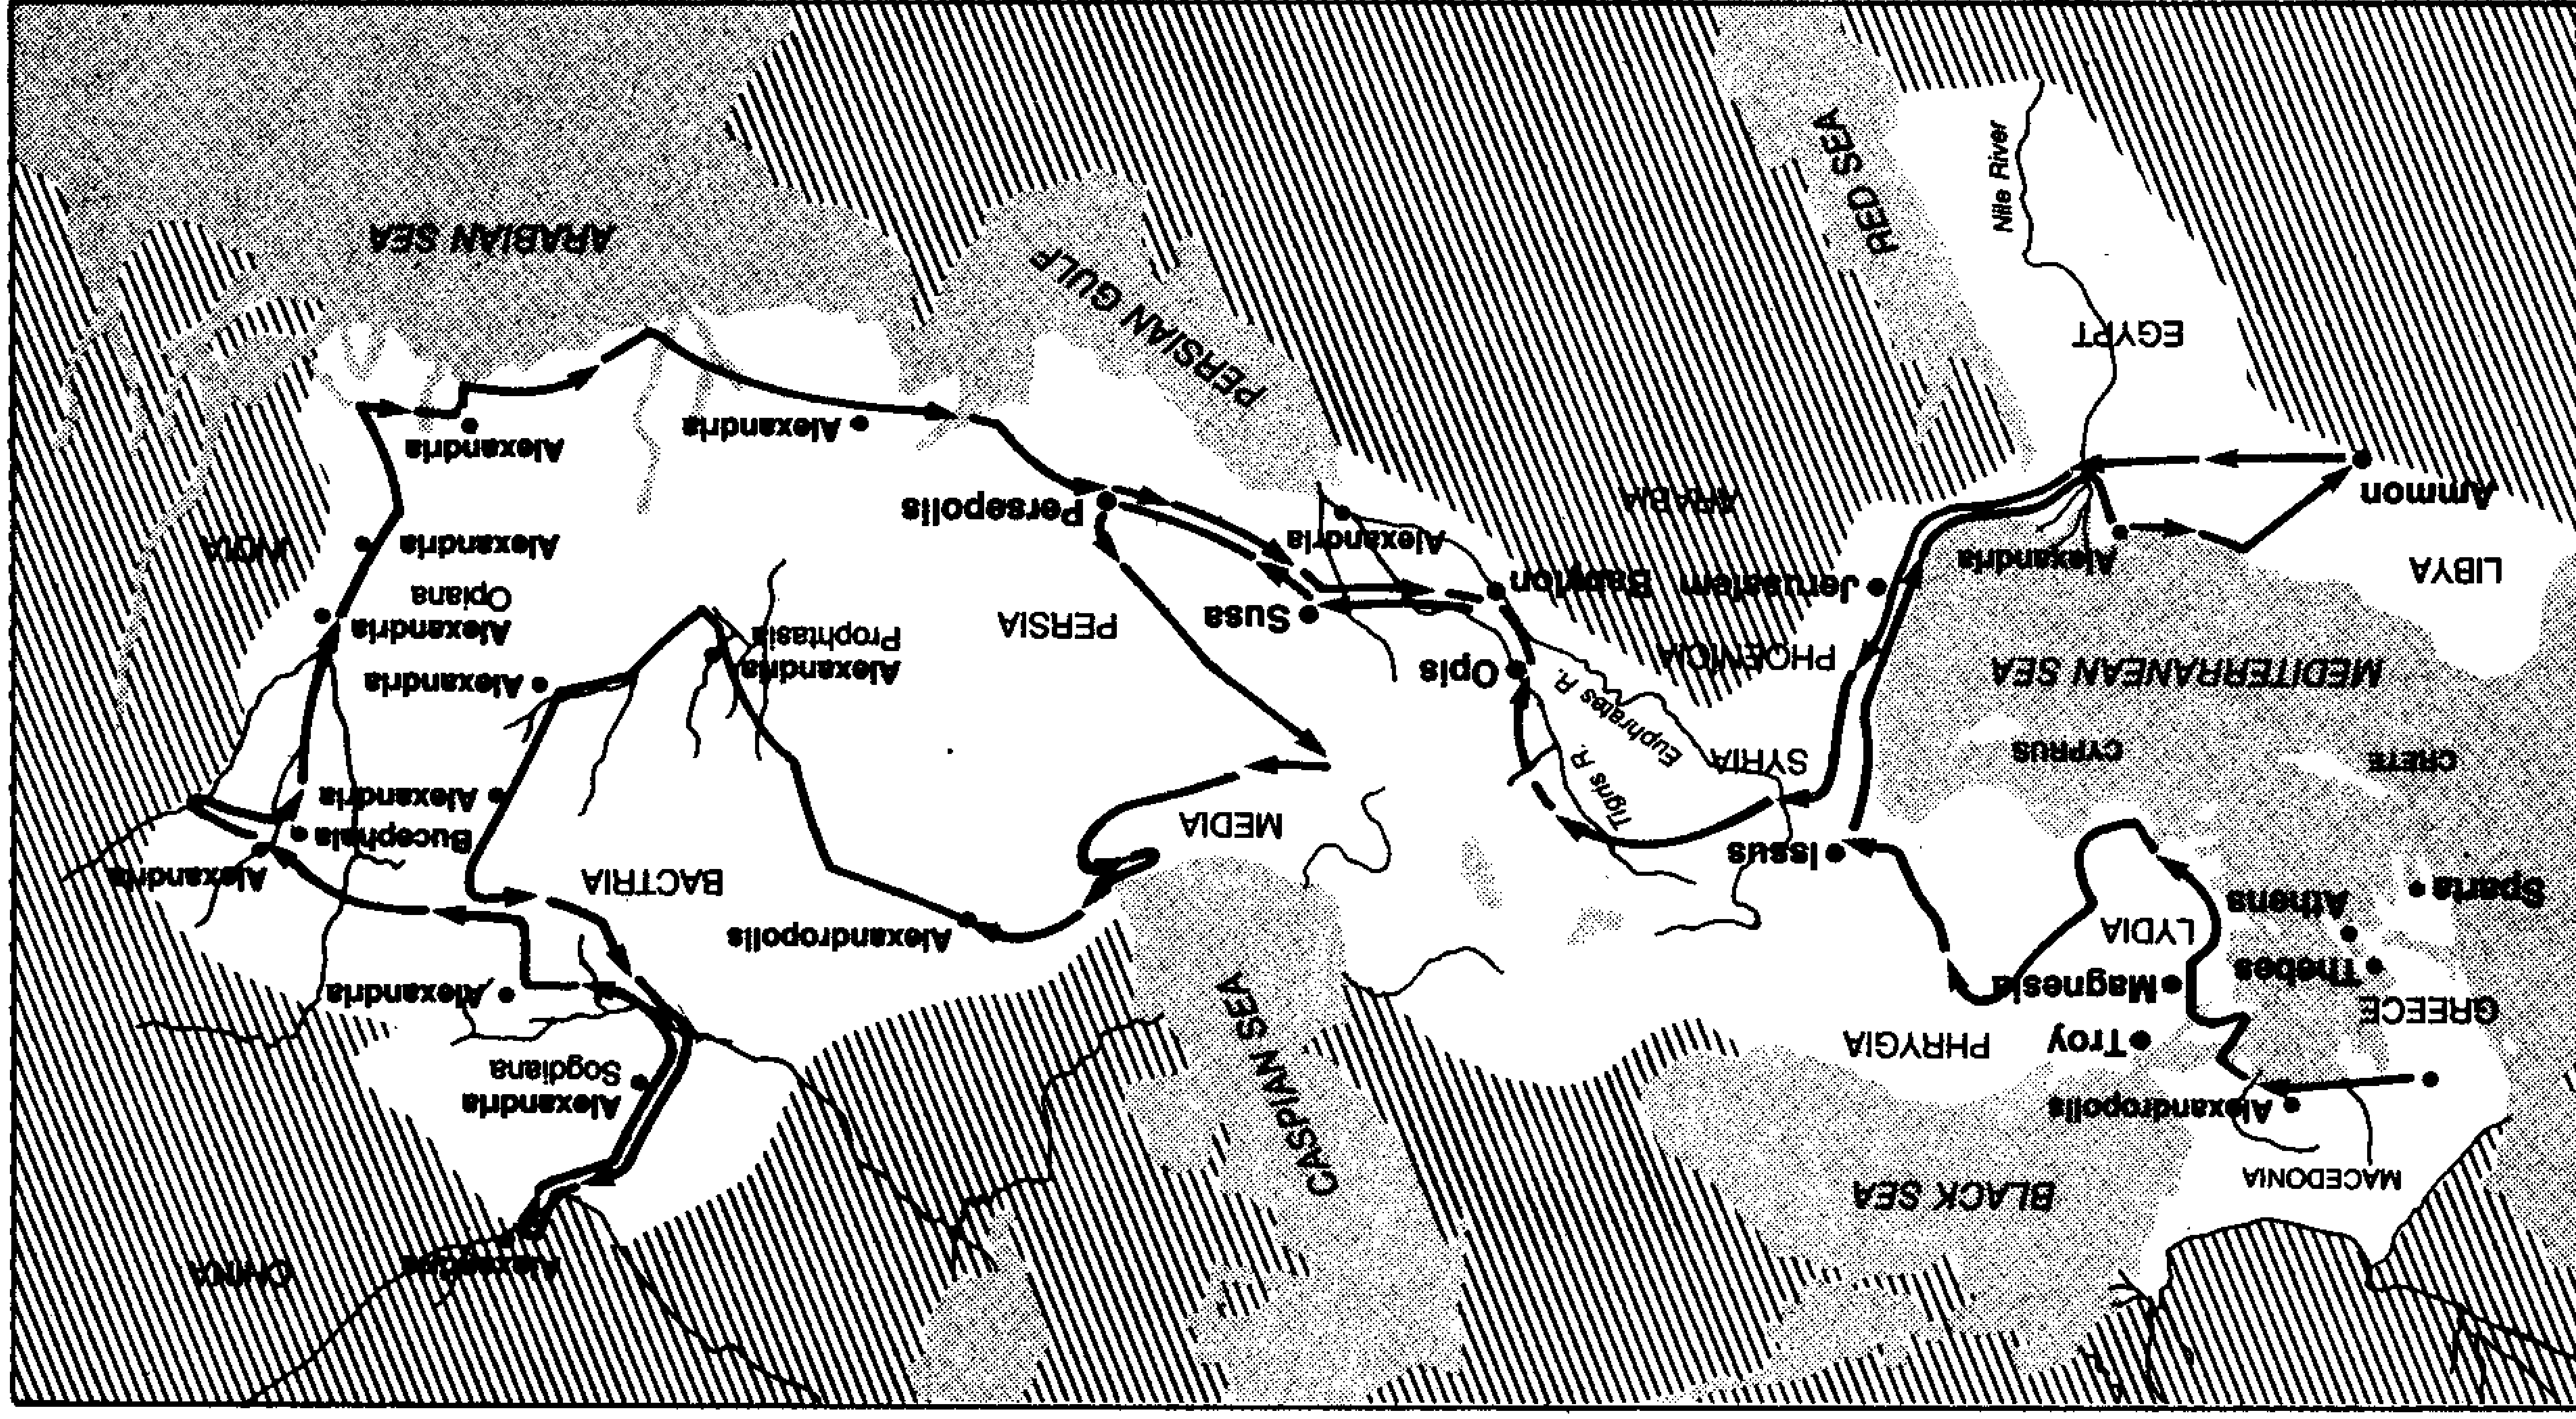 MACEDONIA
BLACK SEA
CHINA
Alexandropolis
Alexandria
Sogdiana
Troy
PHRYGIA
CASPIAN SEA
GREECE
Thebes
Magnesia
Alexandria
Athens
LYDIA
Alexandropolis
Sparta
BACTRIA
Alexandria
Issus
MEDIA
Bucephala
Alexandria
CRETE
CYPRUS
SYRIA
Tigris R.
Euphrates R.
MEDITERRANEAN SEA
PHOENICIA
Opis
Alexandria
Prophtasia
Alexandria
Alexandria
Opiana
LIBYA
Alexandria
Jerusalem
Babylon
Susa
PERSIA
Alexandria
Alexandria
INDIA
Ammon
ARABIA
Persepolis
Alexandria
Alexandria
EGYPT
PERSIAN GULF
Nile River
RED SEA
ARABIAN SEA